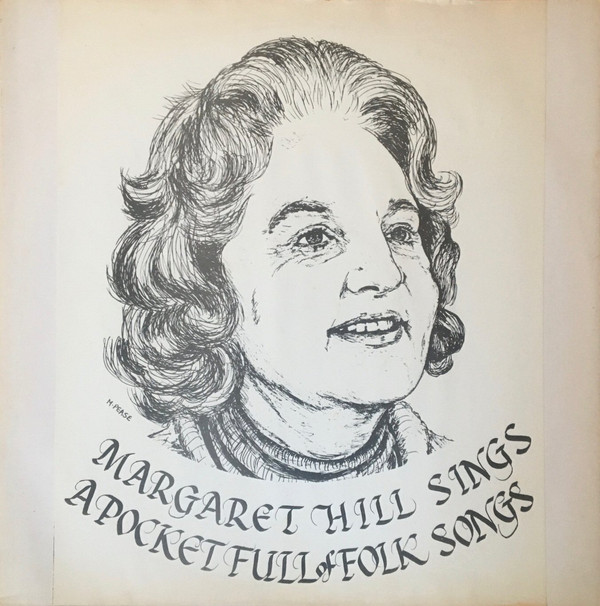 H. PEASE
MARGARET HILL SINGS
A POCKET FULL of FOLK SONGS